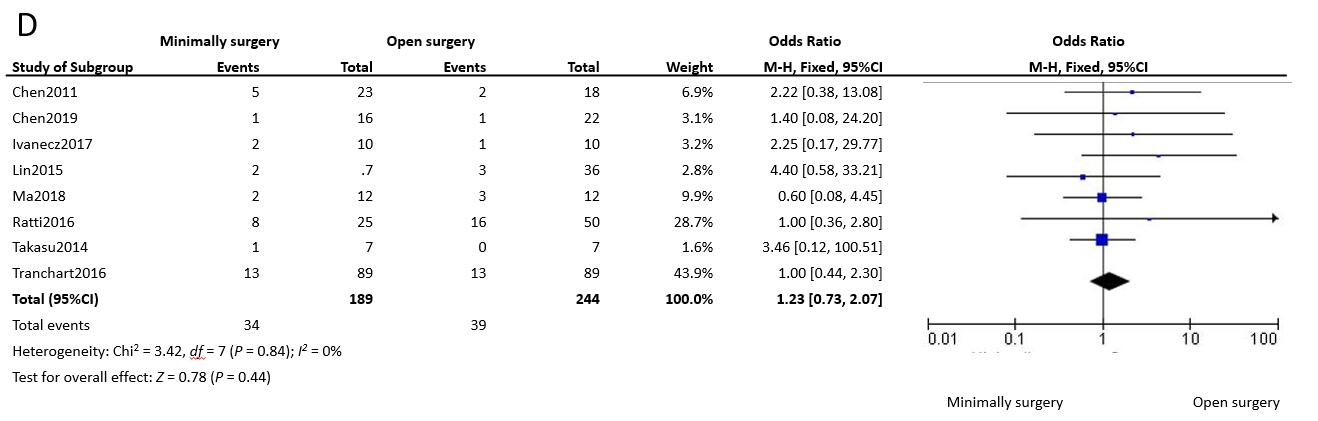 D
Minimally surgery Open surgery Odds Ratio Odds Ratio
Study of Subgroup Events Total Events Total Weight M-H, Fixed, 95%CI M-H, Fixed, 95%CI
Chen2011 5 23 2 18 6.9% 2.22 [0.38, 13.08]
Chen2019 1 16 1 22 3.1% 1.40 [0.08, 24.20]
Ivanecz2017 2 10 1 10 3.2% 2.25 [0.17, 29.77]
Lin2015 2 .7 3 36 2.8% 4.40 [0.58, 33.21]
Ma2018 2 12 3 12 9.9% 0.60 [0.08, 4.45]
Ratti2016 8 25 16 50 28.7% 1.00 [0.36, 2.80]
Takasu2014 1 7 0 7 1.6% 3.46 [0.12, 100.51]
Tranchart2016 13 89 13 89 43.9% 1.00 [0.44, 2.30]
Total (95%CI) 189 244 100.0% 1.23 [0.73, 2.07]
Total events 34 39
Heterogeneity: Chi² = 3.42, df = 7 (P = 0.84); I² = 0%
Test for overall effect: Z = 0.78 (P = 0.44)
0.01 0.1 1 10 100
Minimally surgery Open surgery